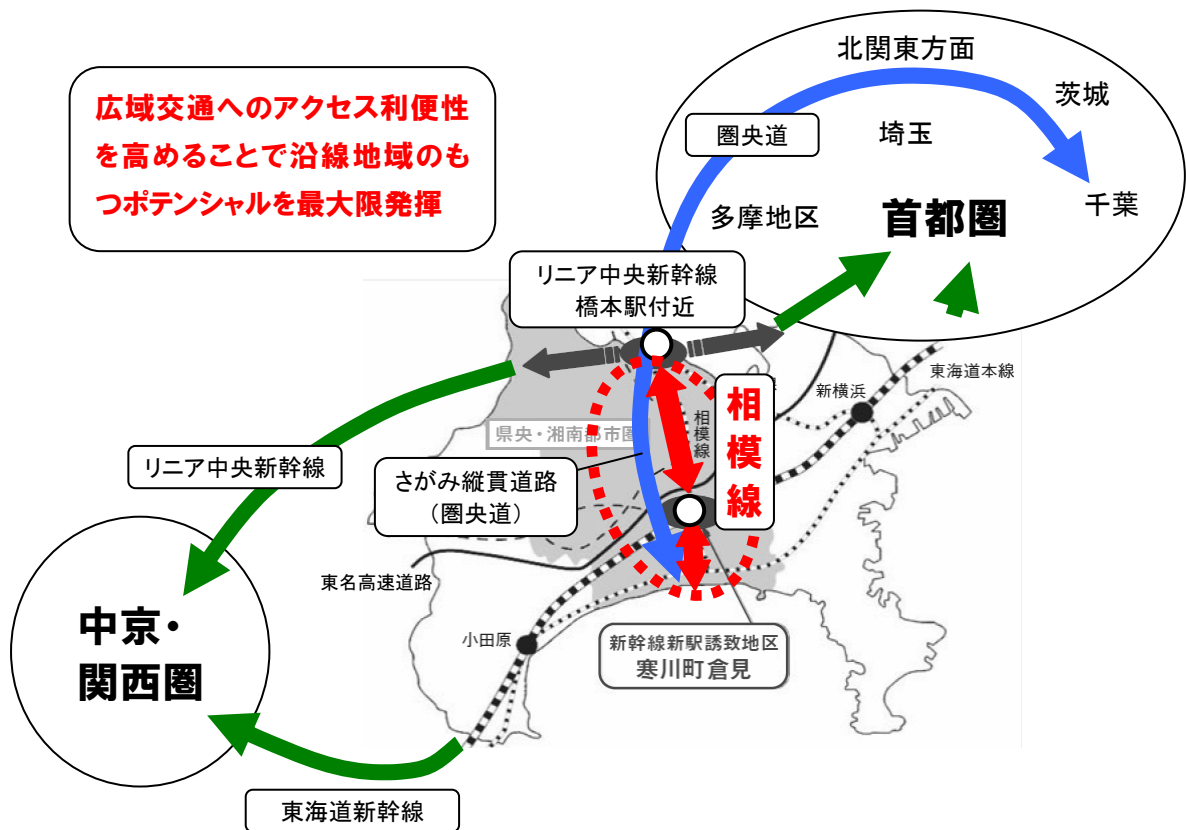 北関東方面
茨城
広域交通へのアクセス利便性
を高めることで沿線地域のも
つポテンシャルを最大限発揮
圏央道
埼玉
多摩地区
首都圏
千葉
リニア中央新幹線
橋本駅付近
東海道本線
新横浜
相模線
相模線
県央・湘南都市圏
リニア中央新幹線
さがみ縦貫道路
（圏央道）
東名高速道路
中京・
関西圏
小田原
新幹線新駅誘致地区
寒川町倉見
東海道新幹線